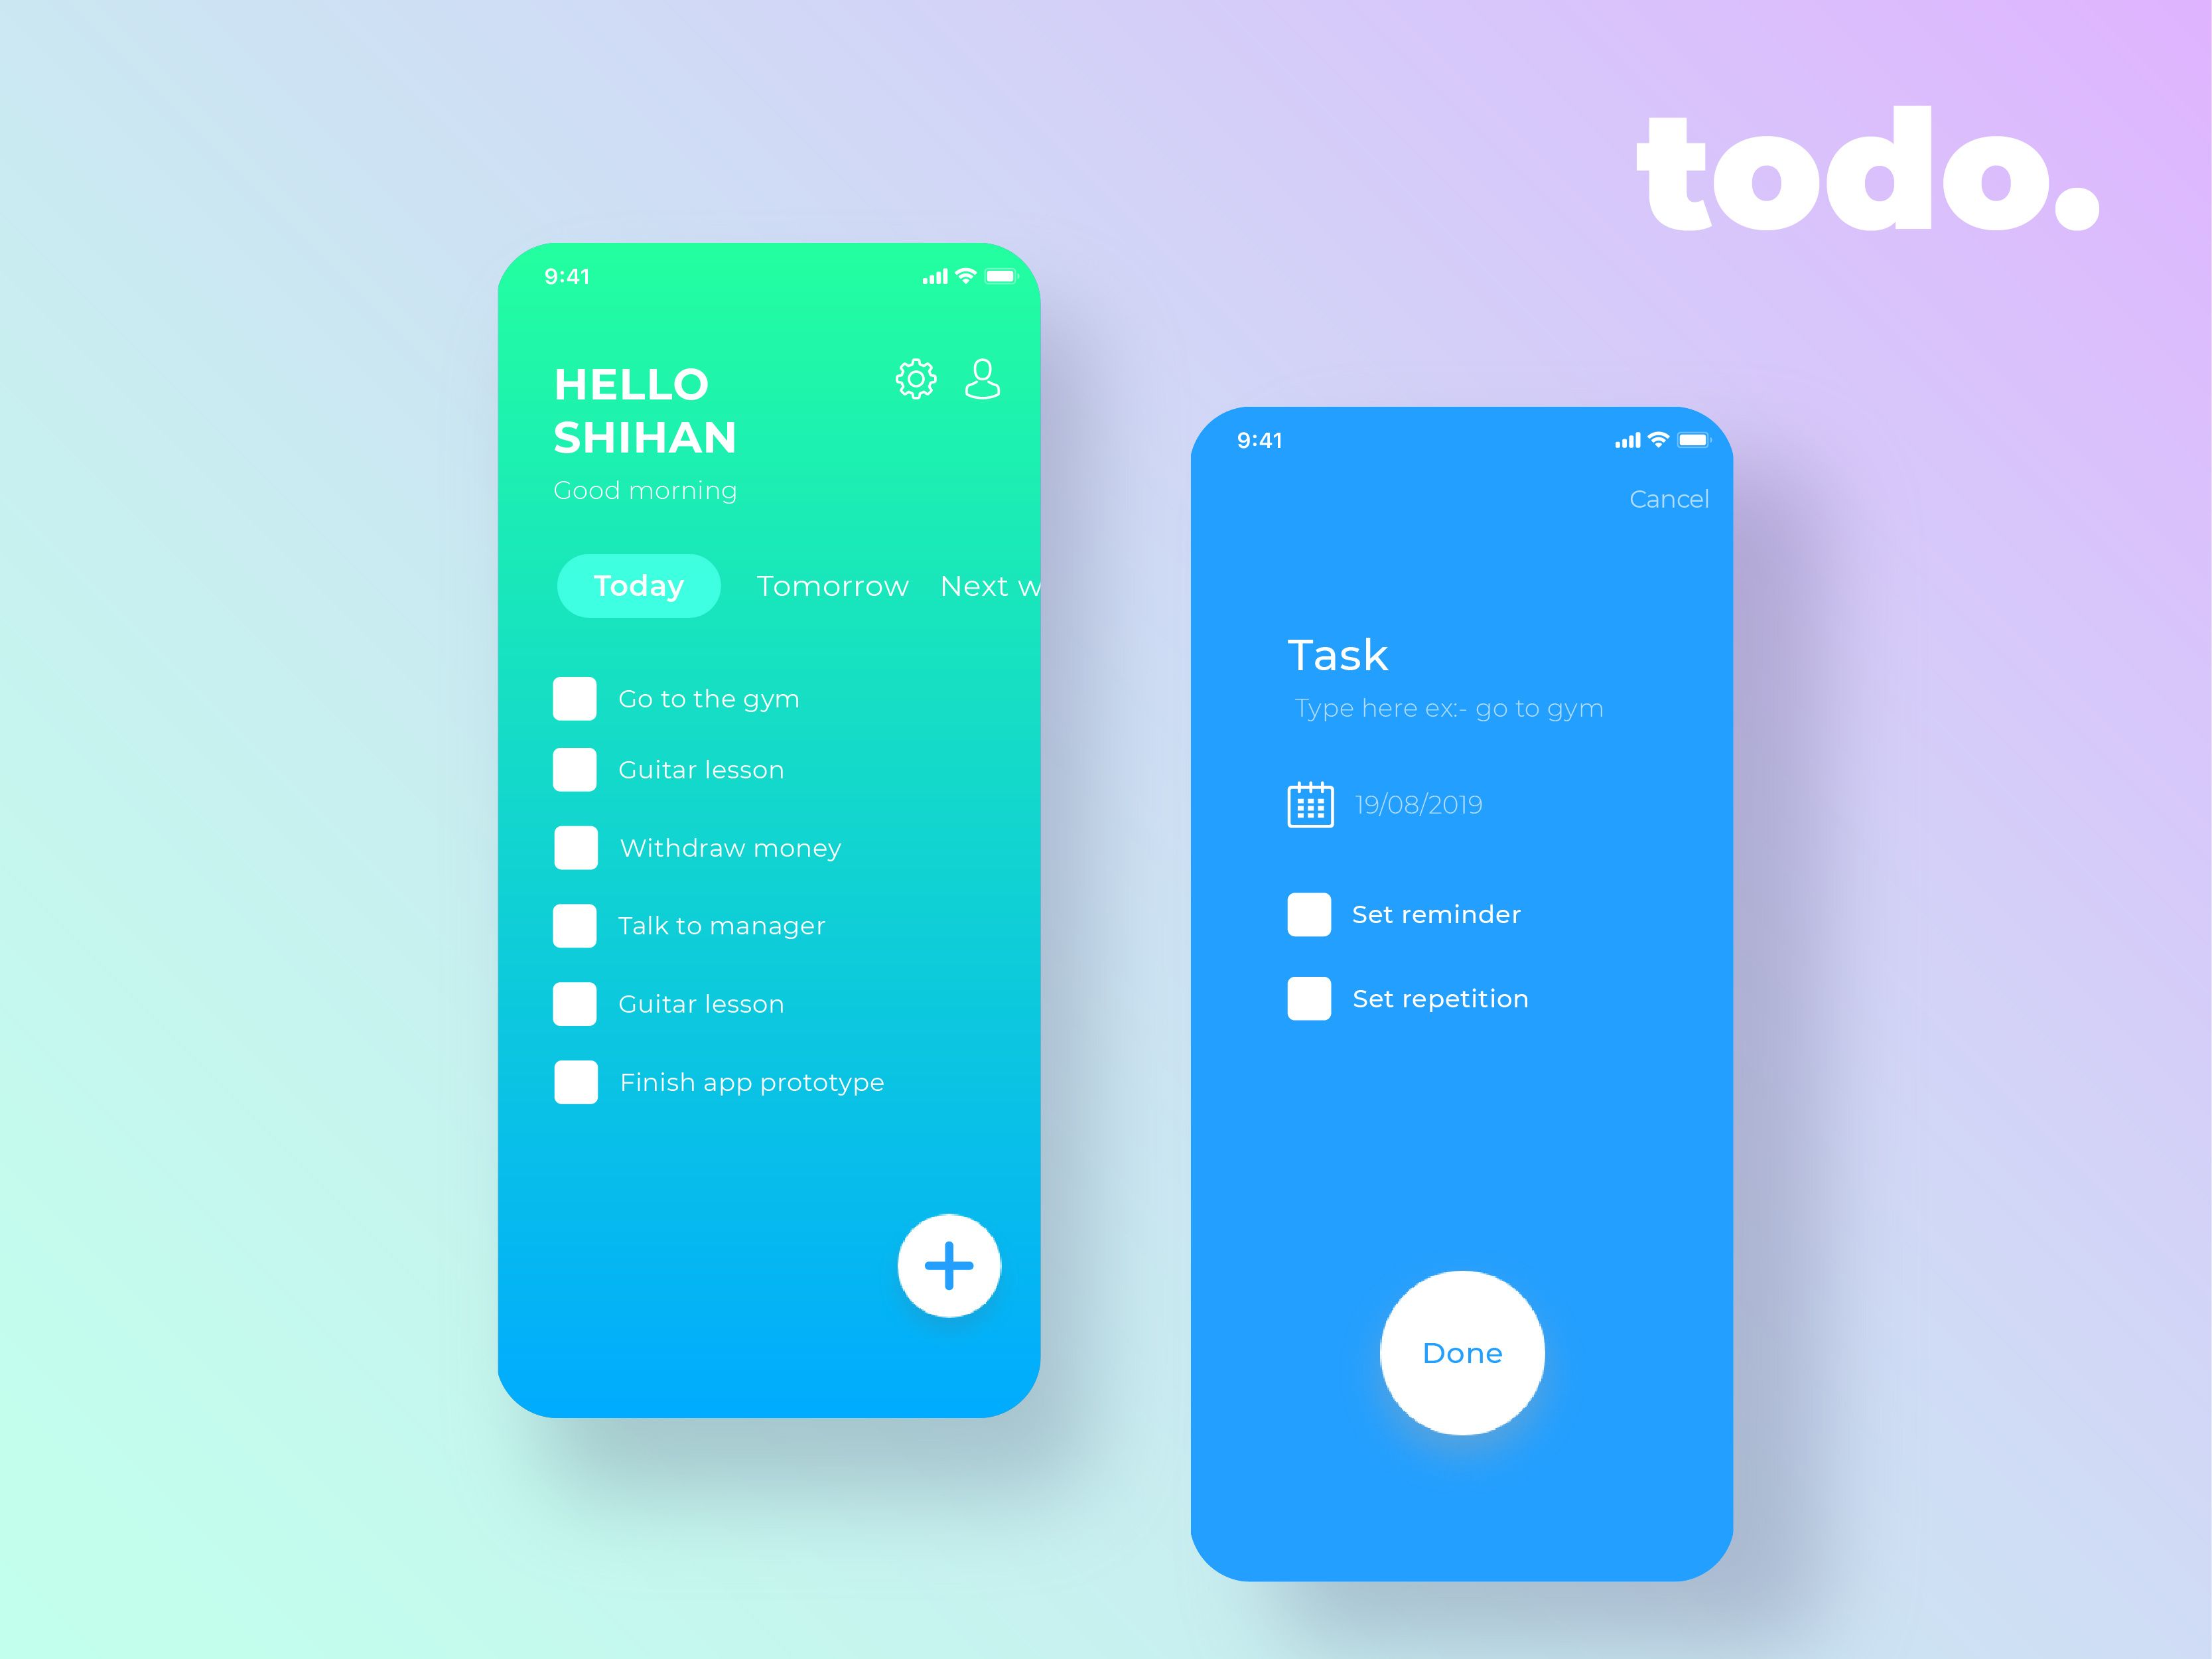 todo.
9:41
HELLO
SHIHAN
Good morning
Today Tomorrow Next w
Go to the gym
Guitar lesson
Withdraw money
Talk to manager
Guitar lesson
Finish app prototype
9:41
Cancel
Task
Type here ex:- go to gym
19/08/2019
Set reminder
Set repetition
Done